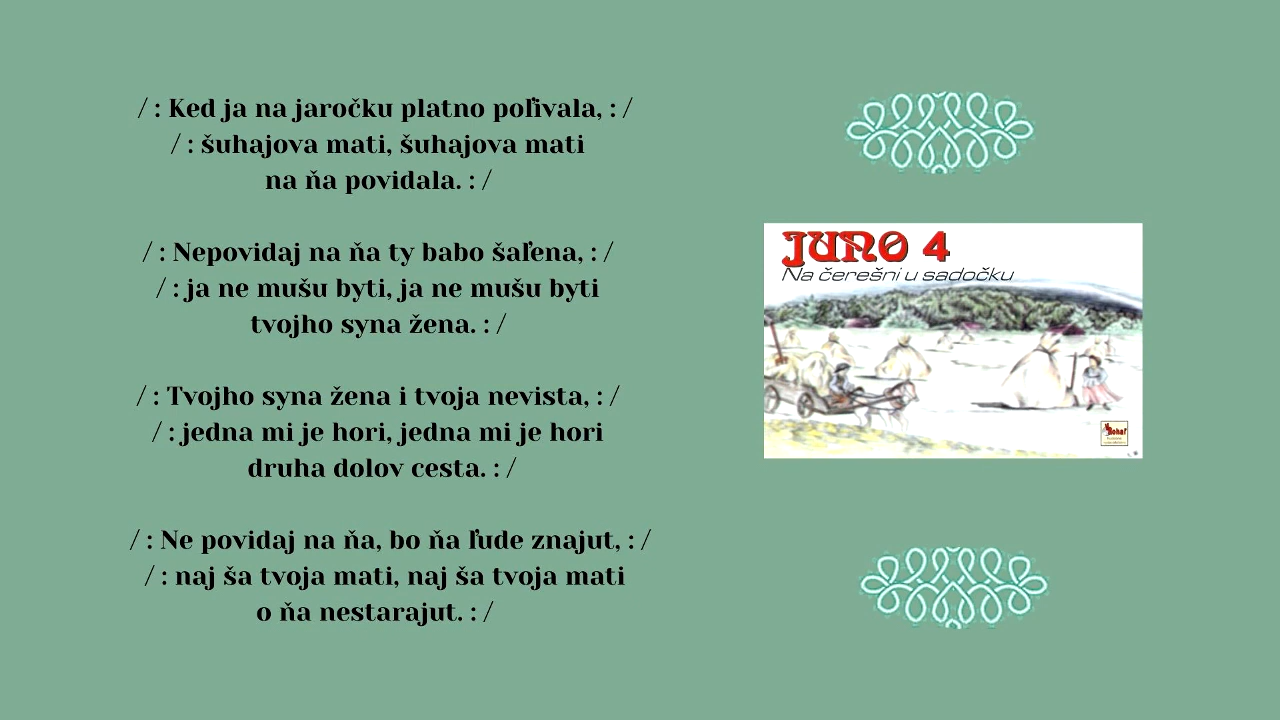 / : Ked ja na jaročku platno poľivala, : /
/ : šuhajova mati, šuhajova mati
na ňa povidala. : /
/ : Nepovidaj na ňa ty babo šaľena, : /
/ : ja ne mušu byti, ja ne mušu byti
tvojho syna žena. : /
/ : Tvojho syna žena i tvoja nevista, : /
/ : jedna mi je hori, jedna mi je hori
druha dolov cesta. : /
/ : Ne povidaj na ňa, bo ňa ľude znajut, : /
/ : naj ša tvoja mati, naj ša tvoja mati
o ňa nestarajut. : /
JUNO 4
Na čerešni u sadočku